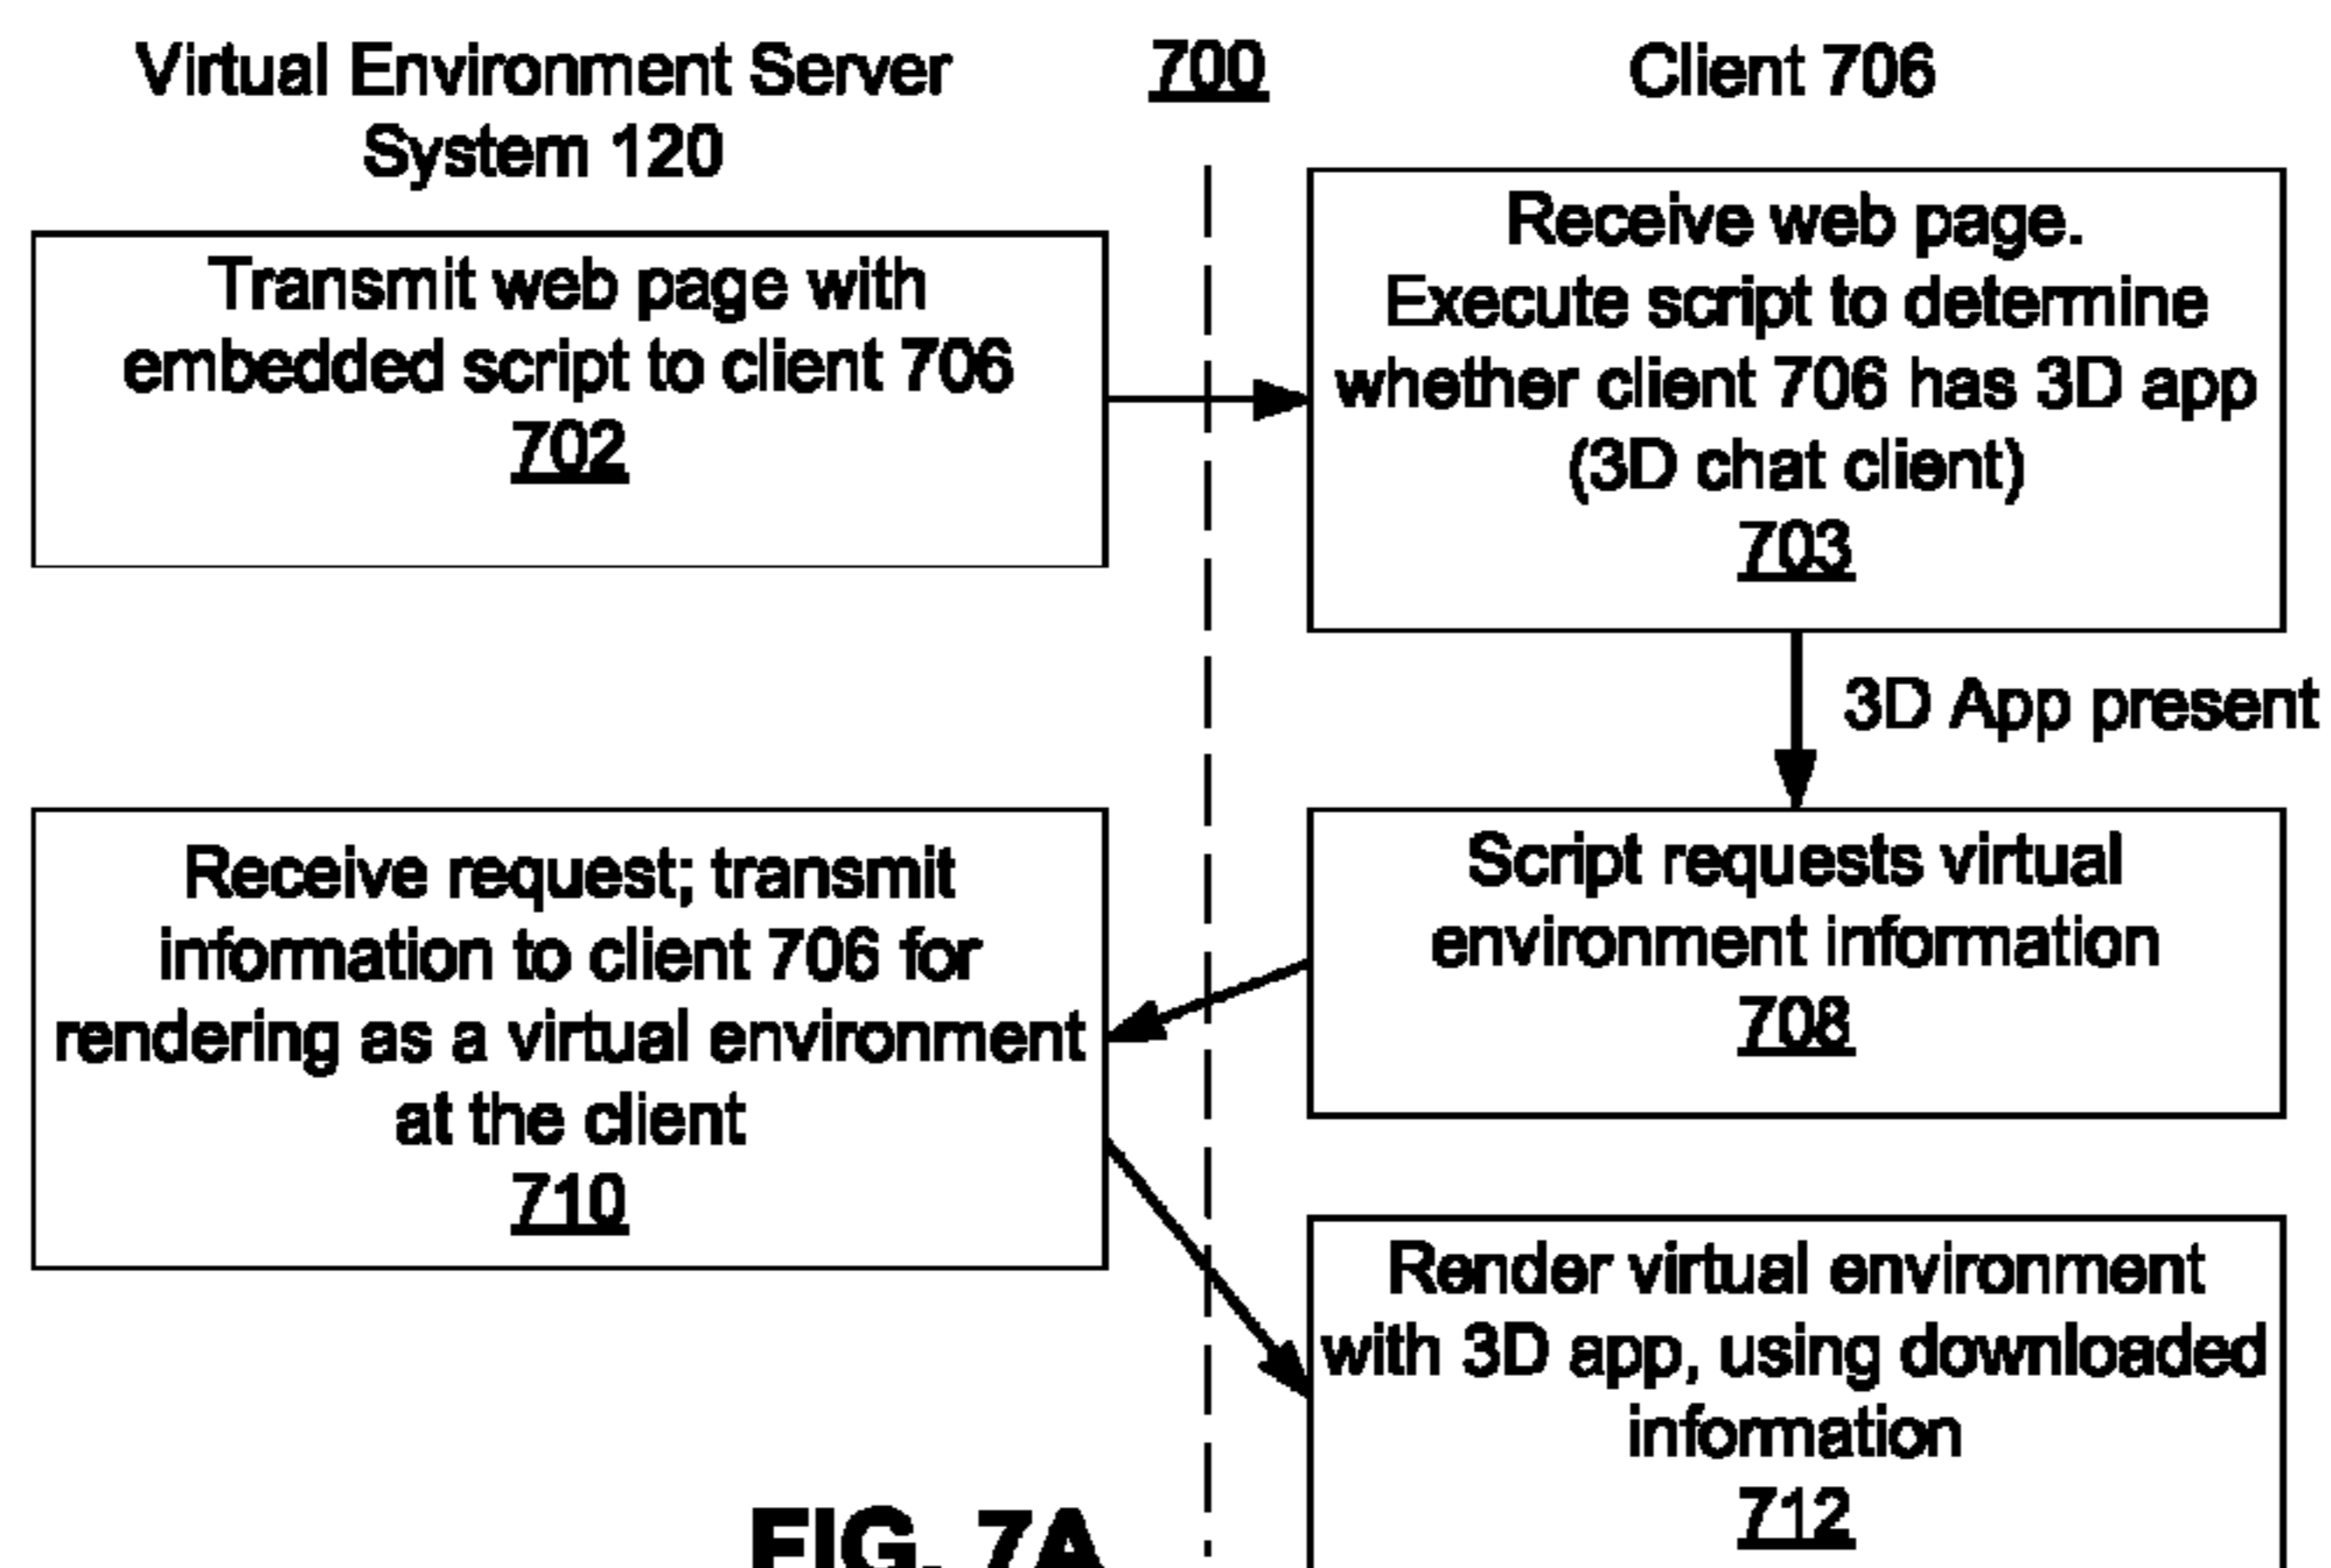 Virtual Environment Server
System 120
700
Client 706
Transmit web page with
embedded script to client 706
702
Receive web page.
Execute script to determine
whether client 706 has 3D app
(3D chat client)
703
3D App present
Script requests virtual
environment information
708
Receive request; transmit
information to client 706 for
rendering as a virtual environment
at the client
710
Render virtual environment
with 3D app, using downloaded
information
712
FIG. 7A